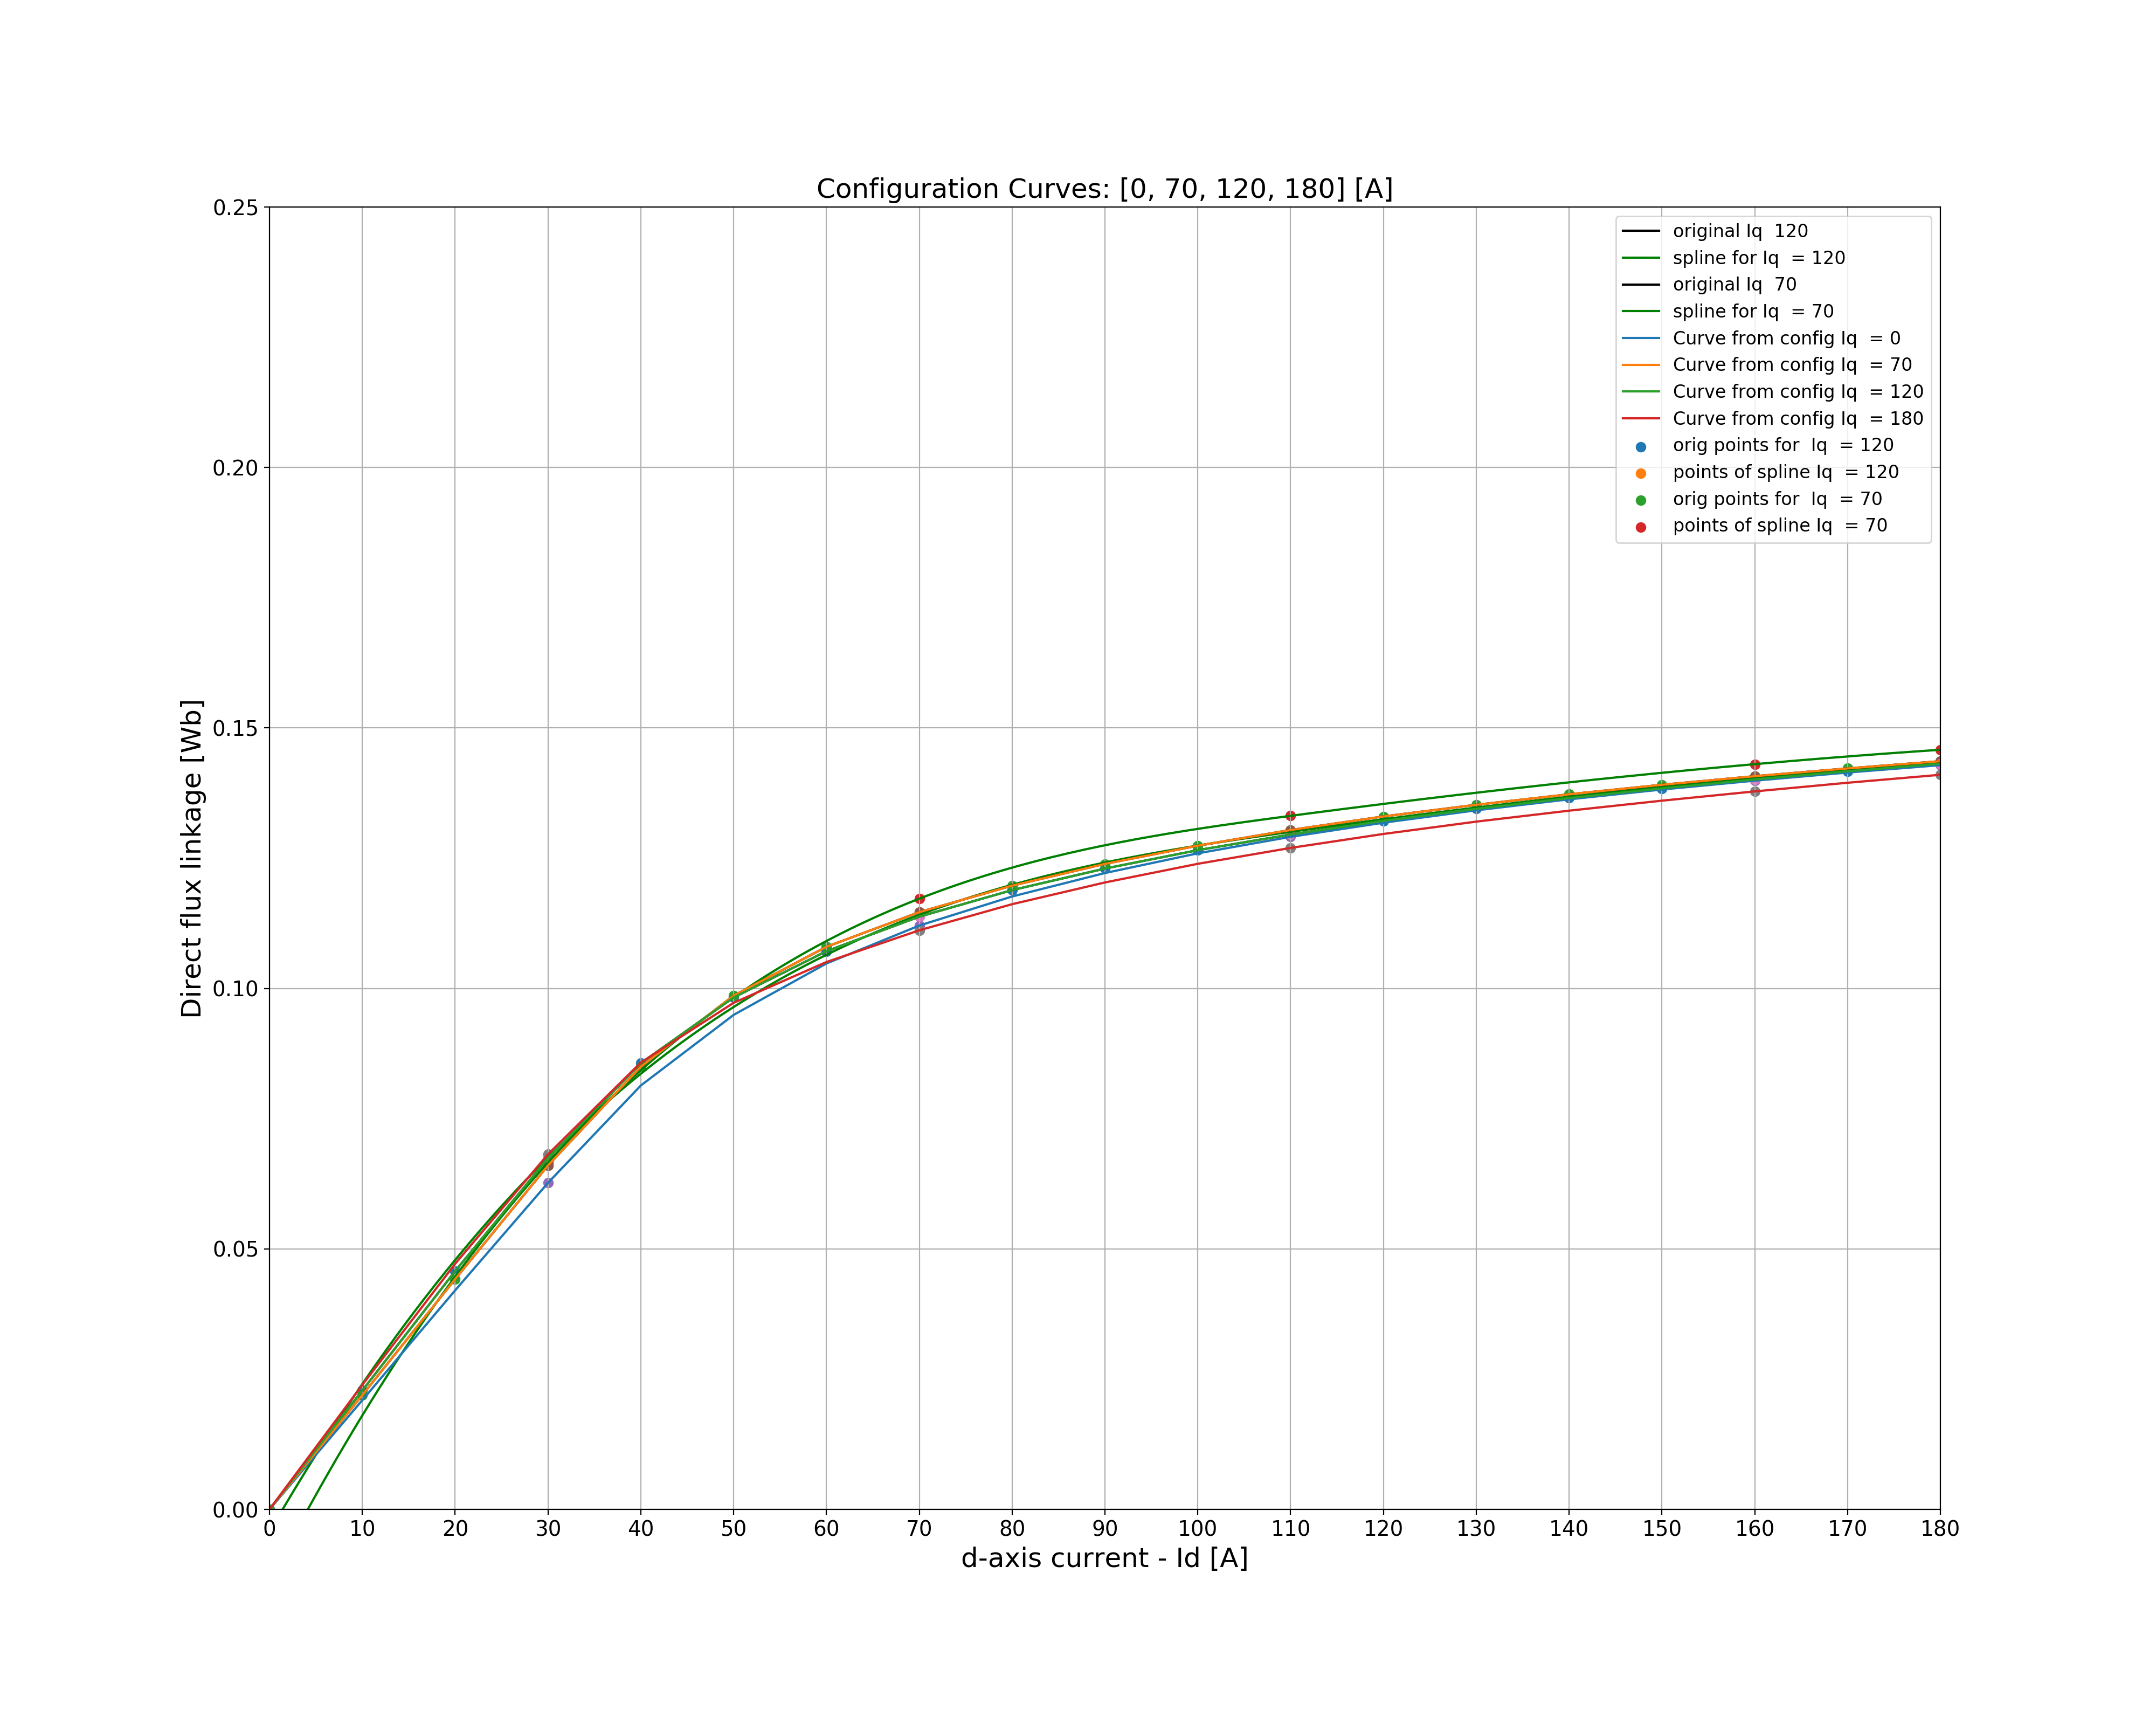 Configuration Curves: [0, 70, 120, 180] [A]
0.25
0.20
0.15
0.10
0.05
0.00
Direct flux linkage [Wb]
original Iq  120
spline for Iq  = 120
original Iq  70
spline for Iq  = 70
Curve from config Iq  = 0
Curve from config Iq  = 70
Curve from config Iq  = 120
Curve from config Iq  = 180
orig points for  Iq  = 120
points of spline Iq  = 120
orig points for  Iq  = 70
points of spline Iq  = 70
0 10 20 30 40 50 60 70 80 90 100 110 120 130 140 150 160 170 180
d-axis current - Id [A]